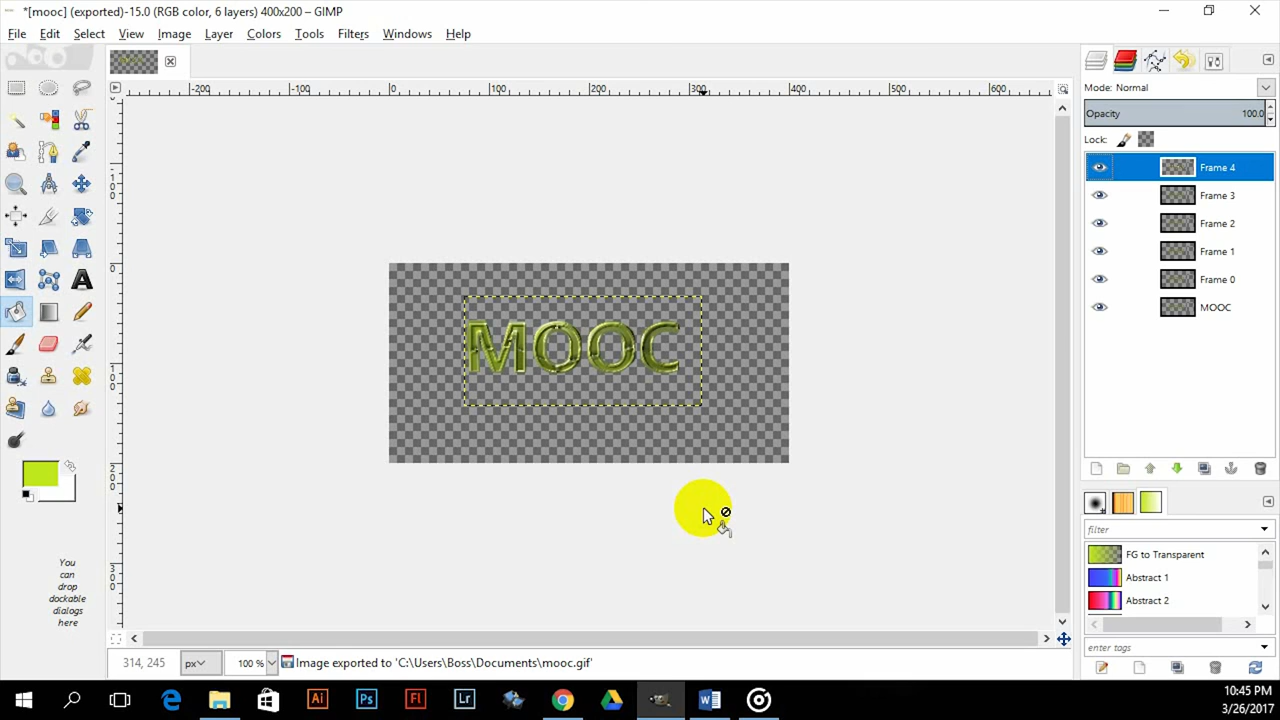 *[mooc] (exported)-15.0 (RGB color, 6 layers) 400x200 – GIMP
File Edit Select View Image Layer Colors Tools Filters Windows Help
-200 -100 0 100 200 300 400 500 600
Mode: Normal
Opacity 100.0
Lock:
Frame 4
Frame 3
Frame 2
Frame 1
Frame 0
MOOC
MOOC
filter
FG to Transparent
Abstract 1
Abstract 2
enter tags
You
can
drop
dockable
dialogs
here
314, 245 px 100 % Image exported to 'C:\Users\Boss\Documents\mooc.gif'
Ai Ps Fl Lr
10:45 PM
3/26/2017